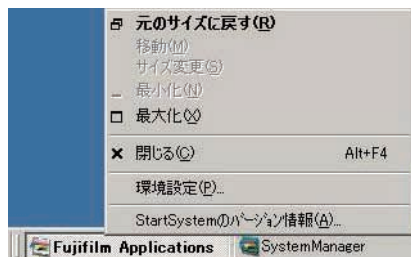 元のサイズに戻す(R)
移動(M)
サイズ変更(S)
最小化(N)
最大化(X)
閉じる(C) Alt+F4
環境設定(P)...
StartSystemのバージョン情報(A)...
Fujifilm Applications SystemManager